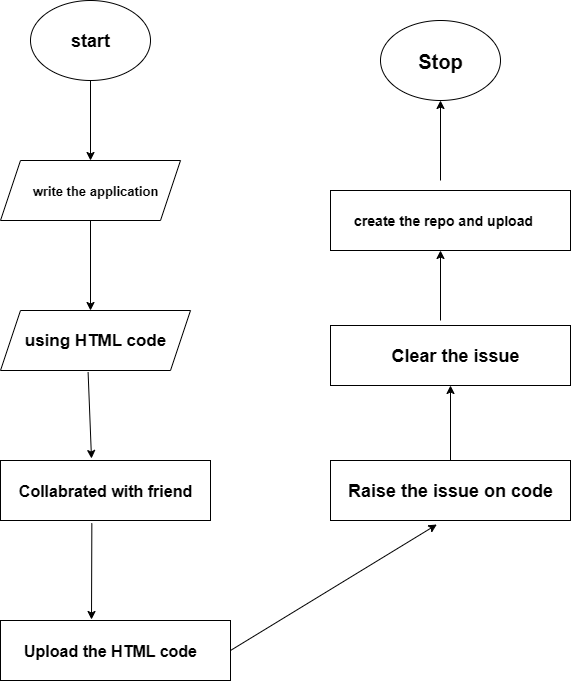 start
write the application
using HTML code
Collabrated with friend
Upload the HTML code
Raise the issue on code
Clear the issue
create the repo and upload
Stop